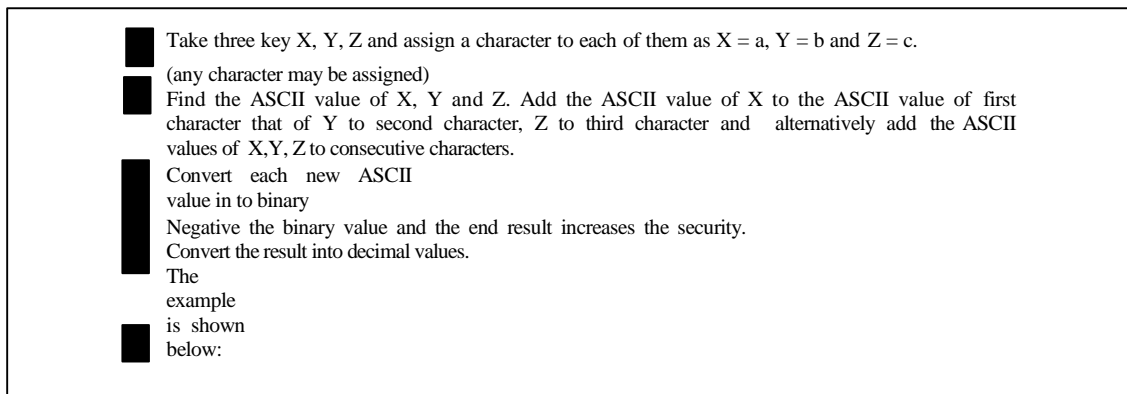 Take three key X, Y, Z and assign a character to each of them as X = a, Y = b and Z = c.
(any character may be assigned)
Find the ASCII value of X, Y and Z. Add the ASCII value of X to the ASCII value of first
character that of Y to second character, Z to third character and alternatively add the ASCII
values of X,Y, Z to consecutive characters.
Convert each new ASCII
value in to binary
Negative the binary value and the end result increases the security.
Convert the result into decimal values.
The
example
is shown
below: